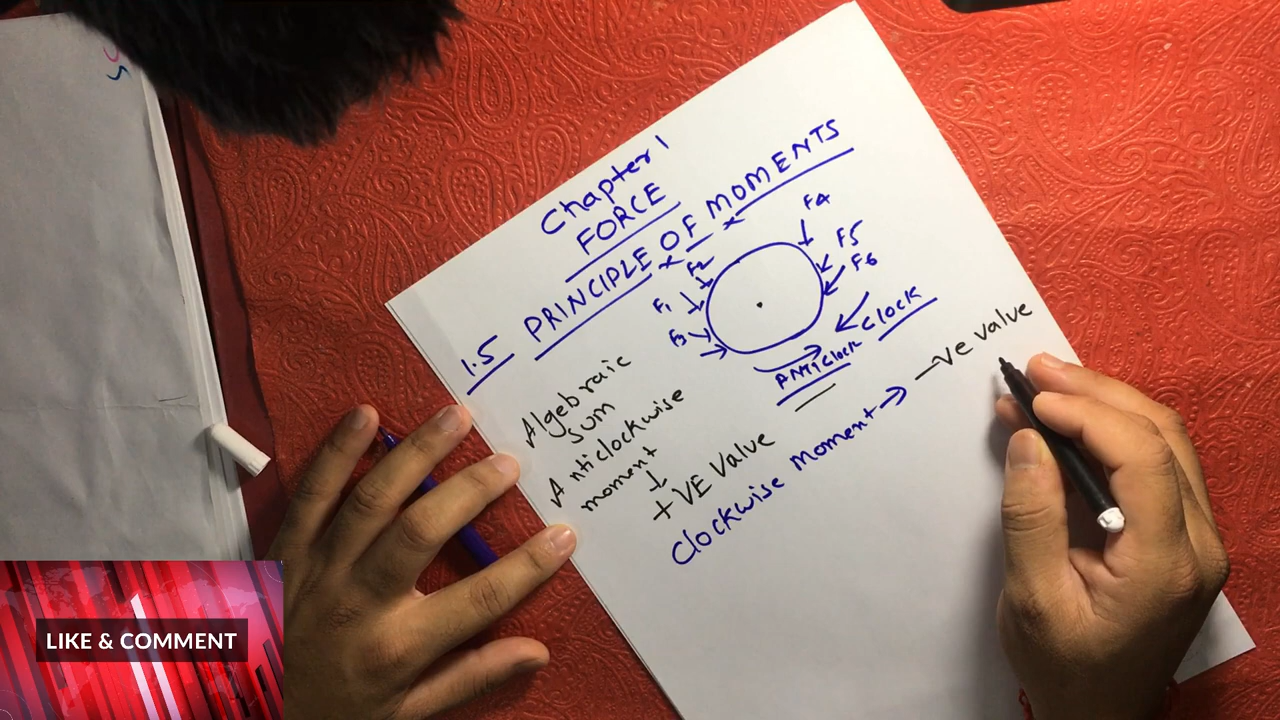 Chapter 1
FORCE
1.5 PRINCIPLE OF MOMENTS
F4
F5
F6
F2
F1
F3
CLOCK
ANTICLOCK
Algebraic
sum
Anticlockwise
moment
+VE Value
Clockwise moment → -ve value
LIKE & COMMENT